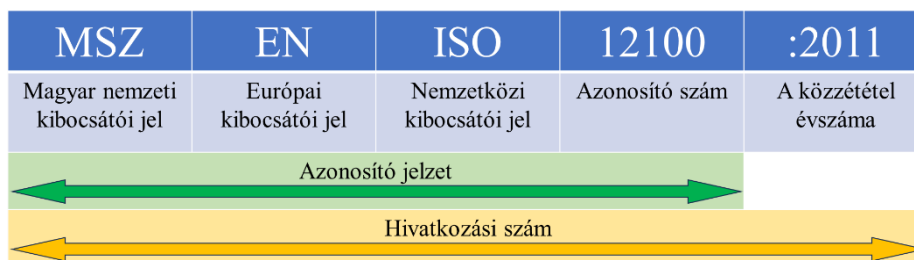 MSZ EN ISO 12100 :2011
Magyar nemzeti kibocsátói jel
Európai kibocsátói jel
Nemzetközi kibocsátói jel
Azonosító szám
A közzététel évszáma
Azonosító jelzet
Hivatkozási szám